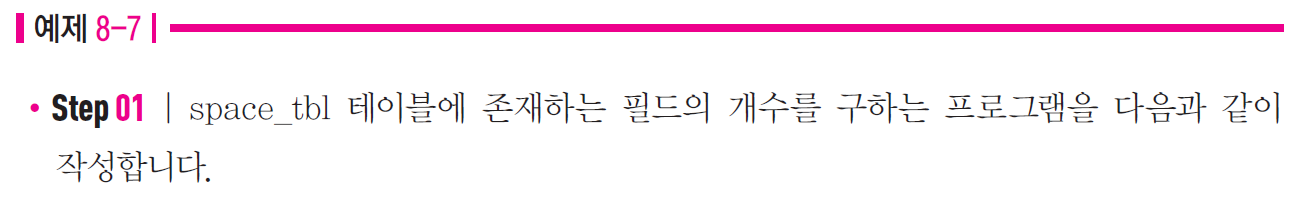 예제 8-7
• Step 01 | space_tbl 테이블에 존재하는 필드의 개수를 구하는 프로그램을 다음과 같이
작성합니다.